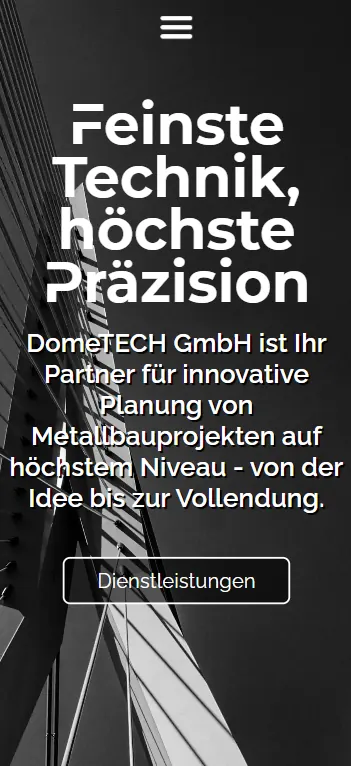 Feinste
Technik,
höchste
Präzision
DomeTECH GmbH ist Ihr
Partner für innovative
Planung von
Metallbauprojekten auf
höchstem Niveau - von der
Idee bis zur Vollendung.
Dienstleistungen